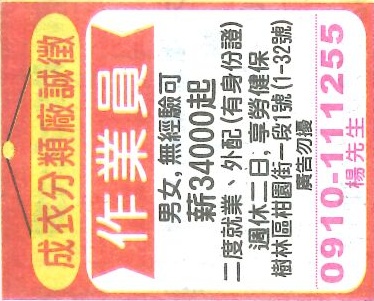 成衣分類廠誠徵
作業員
男女,無經驗可
薪34000起
二度就業、外配(有身份證)
週休二日,享勞健保
樹林區柑園街一段1號(1-32號)
廣告勿擾
0910-111255
楊先生